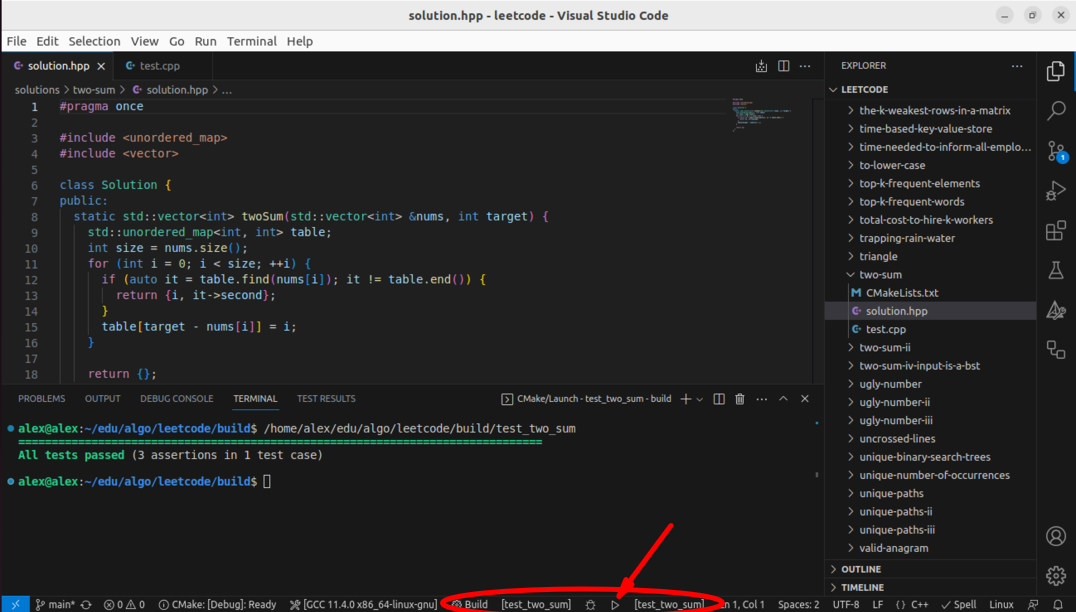 solution.hpp - leetcode - Visual Studio Code
File Edit Selection View Go Run Terminal Help
solution.hpp
test.cpp
solutions > two-sum > solution.hpp > ...
1 #pragma once
2
3 #include <unordered_map>
4 #include <vector>
5
6 class Solution {
7 public:
8 static std::vector<int> twoSum(std::vector<int> &nums, int target) {
9 std::unordered_map<int, int> table;
10 int size = nums.size();
11 for (int i = 0; i < size; ++i) {
12 if (auto it = table.find(nums[i]); it != table.end()) {
13 return {i, it->second};
14 }
15 table[target - nums[i]] = i;
16 }
17
18 return {};
PROBLEMS OUTPUT DEBUG CONSOLE TERMINAL TEST RESULTS
CMake/Launch - test_two_sum - build
alex@alex:~/edu/algo/leetcode/build$ /home/alex/edu/algo/leetcode/build/test_two_sum
===============================================================================
All tests passed (3 assertions in 1 test case)
alex@alex:~/edu/algo/leetcode/build$
EXPLORER
LEETCODE
the-k-weakest-rows-in-a-matrix
time-based-key-value-store
time-needed-to-inform-all-emplo...
to-lower-case
top-k-frequent-elements
top-k-frequent-words
total-cost-to-hire-k-workers
trapping-rain-water
triangle
two-sum
CMakeLists.txt
solution.hpp
test.cpp
two-sum-ii
two-sum-iv-input-is-a-bst
ugly-number
ugly-number-ii
ugly-number-iii
uncrossed-lines
unique-binary-search-trees
unique-number-of-occurrences
unique-paths
unique-paths-ii
unique-paths-iii
valid-anagram
OUTLINE
TIMELINE
1
main* 0 0 CMake: [Debug]: Ready [GCC 11.4.0 x86_64-linux-gnu] Build [test_two_sum] [test_two_sum] 1, Col 1 Spaces: 2 UTF-8 LF {} C++ Spell Linux